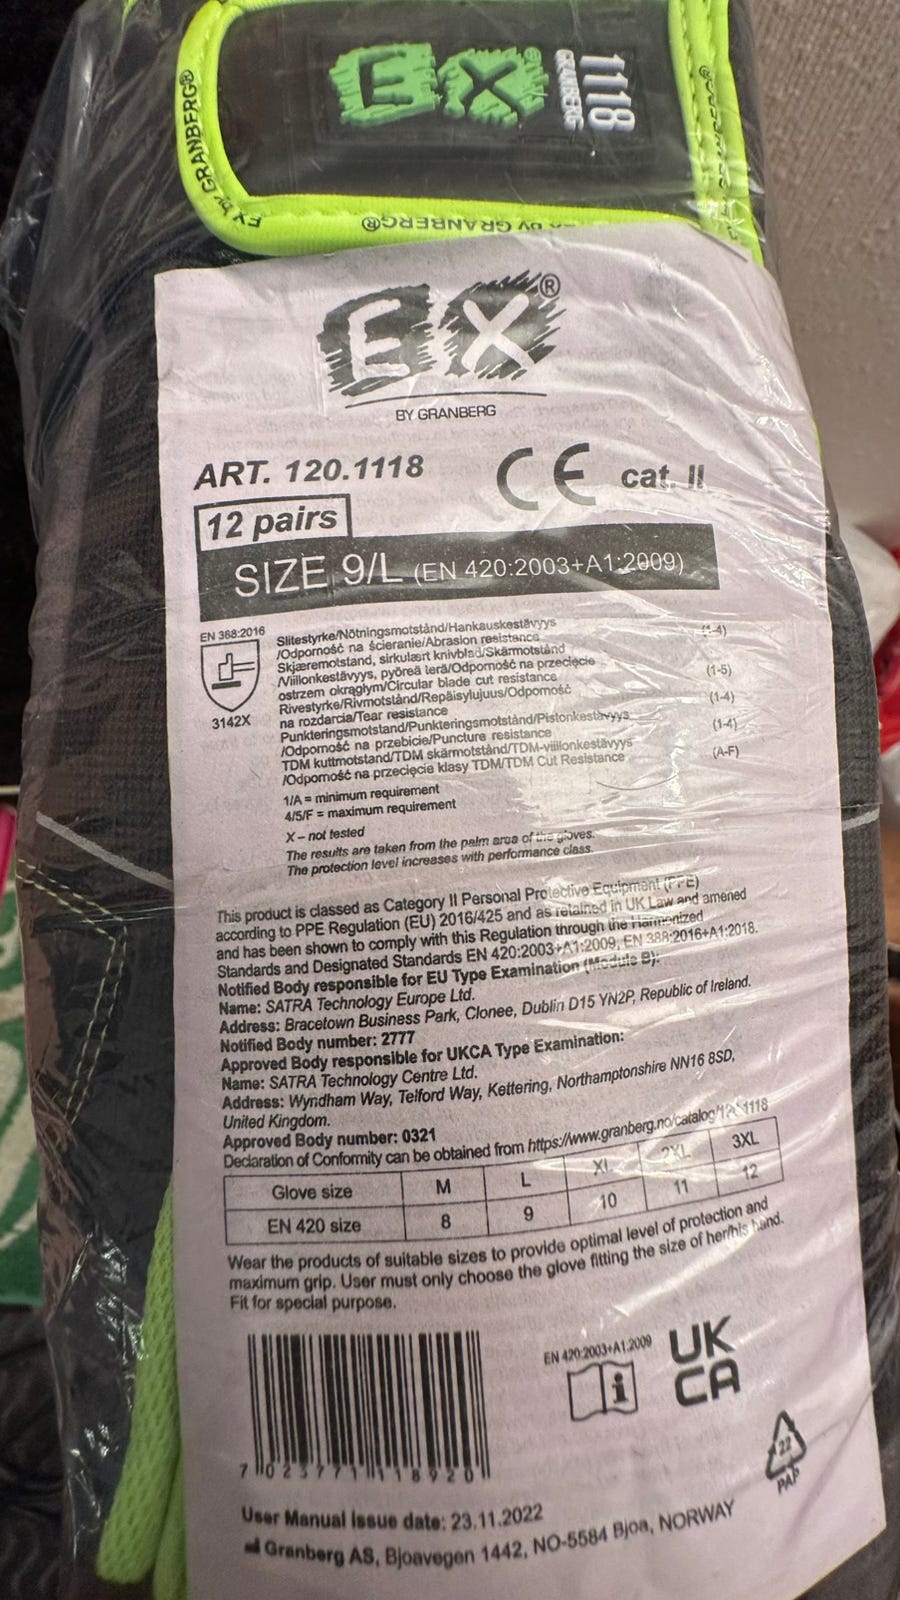 EX
1118
GRANBERG
EX by GRANBERG®
EX by GRANBERG®
EX®
BY GRANBERG
ART. 120.1118
CE cat. II
12 pairs
SIZE 9/L (EN 420:2003+A1:2009)
EN 388:2016
3142X
Slitestyrke/Nötningsmotstånd/Hankauskestävyys
/Odporność na ścieranie/Abrasion resistance (1-4)
Skjæremotstand, sirkulært knivblad/Skärmotstånd
/Viillonkestävyys, pyöreä terä/Odporność na przecięcie
ostrzem okrągłym/Circular blade cut resistance (1-5)
Rivestyrke/Rivmotstånd/Repäisylujuus/Odporność
na rozdarcia/Tear resistance (1-4)
Punkteringsmotstand/Punkteringsmotstånd/Pistonkestävyys
/Odporność na przebicie/Puncture resistance (1-4)
TDM kuttmotstand/TDM skärmotstånd/TDM-viillonkestävyys
/Odporność na przecięcie klasy TDM/TDM Cut Resistance (A-F)
1/A = minimum requirement
4/5/F = maximum requirement
X – not tested
The results are taken from the palm area of the gloves.
The protection level increases with performance class.
This product is classed as Category II Personal Protective Equipment (PPE)
according to PPE Regulation (EU) 2016/425 and as retained in UK Law and amended
and has been shown to comply with this Regulation through the Harmonized
Standards and Designated Standards EN 420:2003+A1:2009, EN 388:2016+A1:2018.
Notified Body responsible for EU Type Examination (Module B):
Name: SATRA Technology Europe Ltd.
Address: Bracetown Business Park, Clonee, Dublin D15 YN2P, Republic of Ireland.
Notified Body number: 2777
Approved Body responsible for UKCA Type Examination:
Name: SATRA Technology Centre Ltd.
Address: Wyndham Way, Telford Way, Kettering, Northamptonshire NN16 8SD,
United Kingdom.
Approved Body number: 0321
Declaration of Conformity can be obtained from https://www.granberg.no/catalog/120.1118
Glove size M L XL 2XL 3XL
EN 420 size 8 9 10 11 12
Wear the products of suitable sizes to provide optimal level of protection and
maximum grip. User must only choose the glove fitting the size of her/his hand.
Fit for special purpose.
EN 420:2003+A1:2009
UK
CA
7 023771 118920
22
PAP
User Manual issue date: 23.11.2022
Granberg AS, Bjoavegen 1442, NO-5584 Bjoa, NORWAY